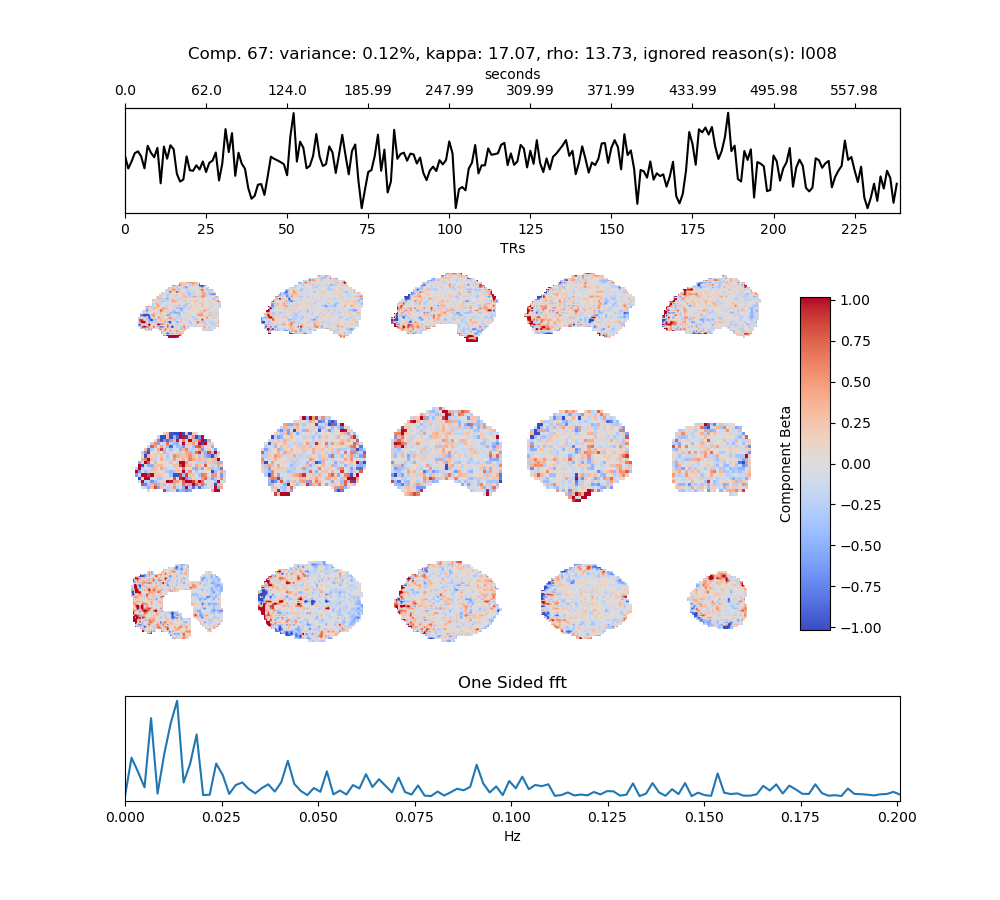 Comp. 67: variance: 0.12%, kappa: 17.07, rho: 13.73, ignored reason(s): I008
seconds
0.0 62.0 124.0 185.99 247.99 309.99 371.99 433.99 495.98 557.98
0 25 50 75 100 125 150 175 200 225
TRs
1.00
0.75
0.50
0.25
0.00
−0.25
−0.50
−0.75
−1.00
Component Beta
One Sided fft
0.000 0.025 0.050 0.075 0.100 0.125 0.150 0.175 0.200
Hz